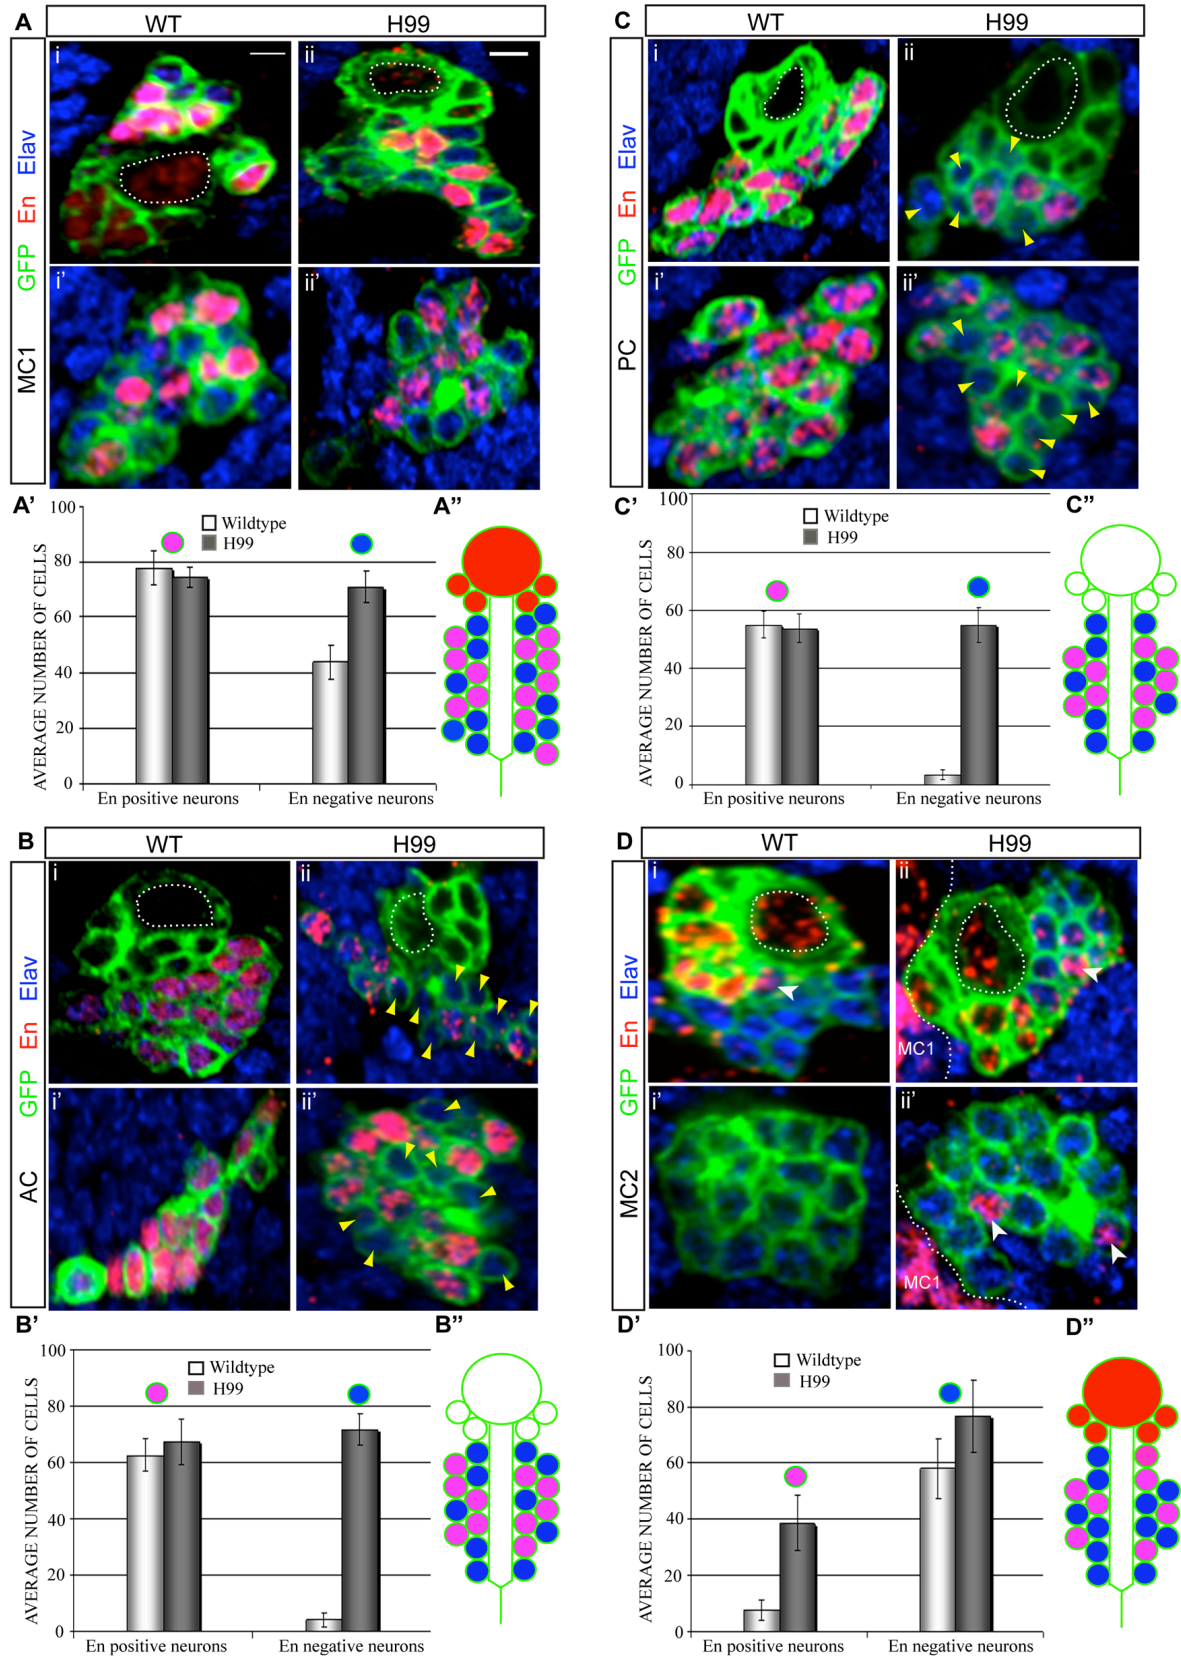 A
WT
H99
i
ii
GFP En Elav
i'
ii'
MC1
A'
100
80
60
40
20
0
AVERAGE NUMBER OF CELLS
Wildtype
H99
En positive neurons
En negative neurons
A"
B
WT
H99
i
ii
GFP En Elav
i'
ii'
AC
B'
100
80
60
40
20
0
AVERAGE NUMBER OF CELLS
Wildtype
H99
En positive neurons
En negative neurons
B"
C
WT
H99
i
ii
GFP En Elav
i'
ii'
PC
C'
100
80
60
40
20
0
AVERAGE NUMBER OF CELLS
Wildtype
H99
En positive neurons
En negative neurons
C"
D
WT
H99
i
ii
MC1
GFP En Elav
i'
ii'
MC1
MC2
D'
100
80
60
40
20
0
AVERAGE NUMBER OF CELLS
Wildtype
H99
En positive neurons
En negative neurons
D"